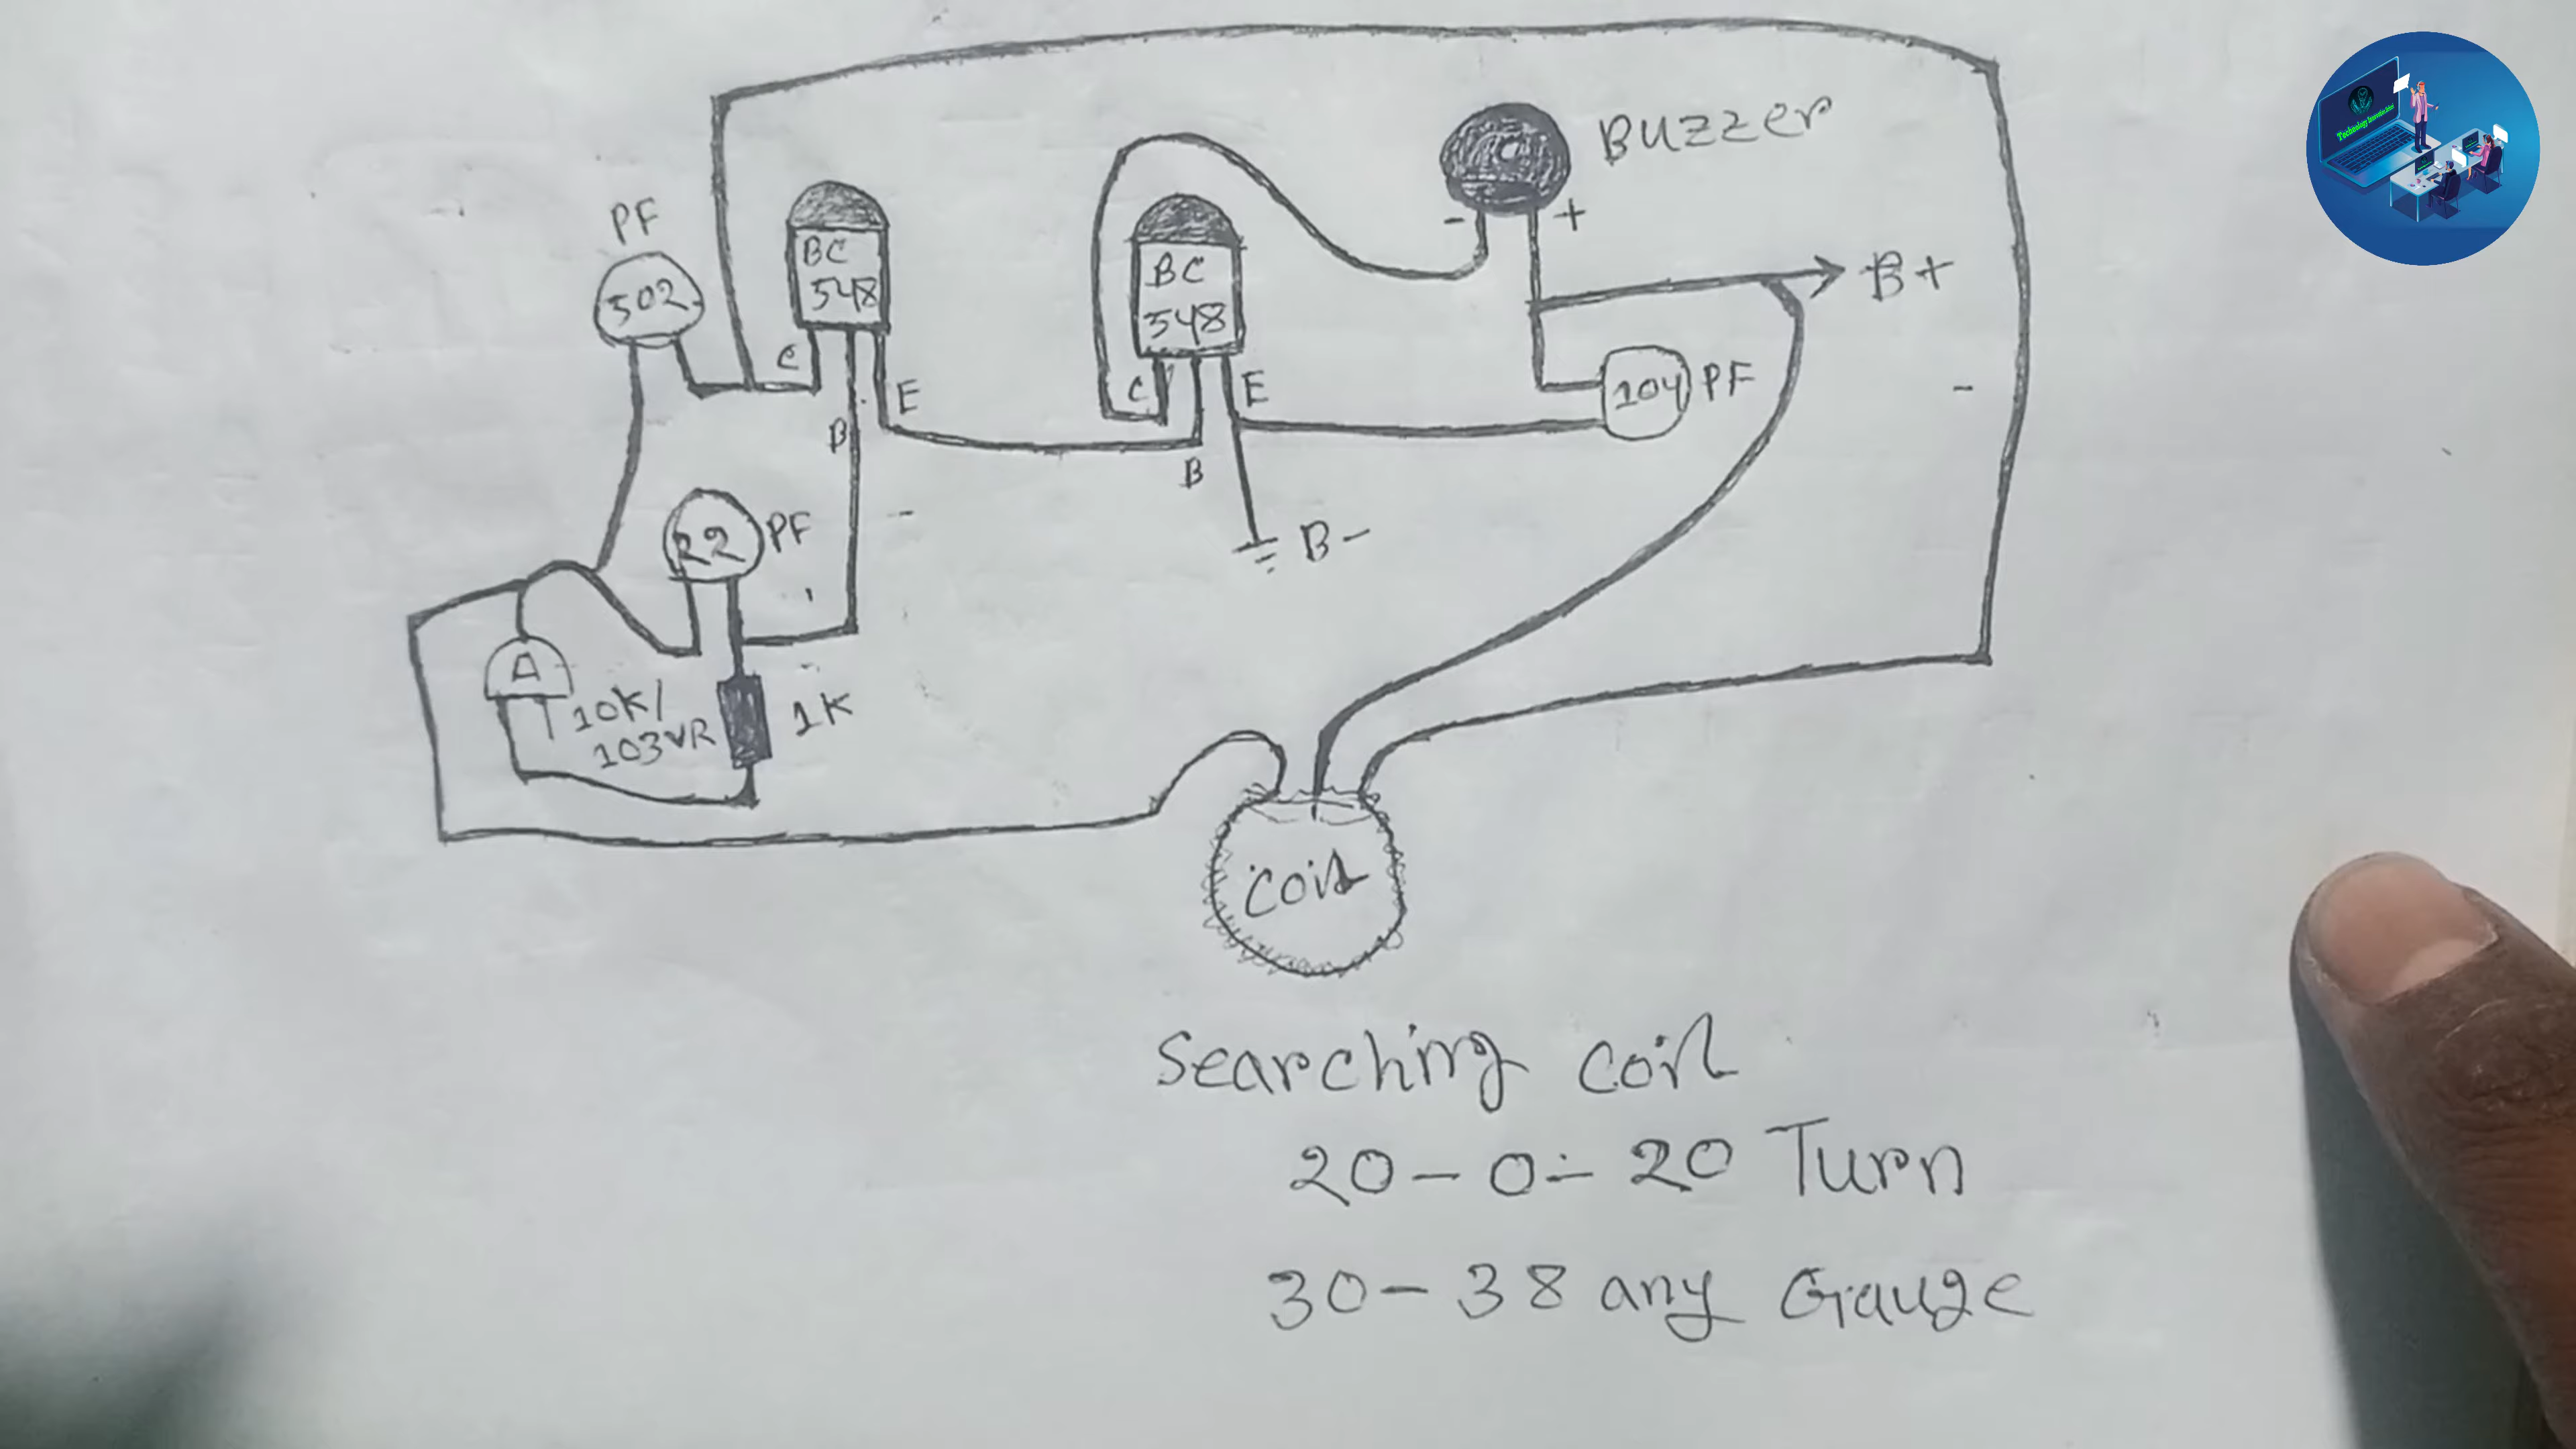 BUZZER
PF
502
BC
548
BC
548
- +
B+
C
E
C
E
104 PF
B
B
22 PF
B-
A
10K/
103VR
1K
Coil
Searching coil
20-0-20 Turn
30-38 any Gauge